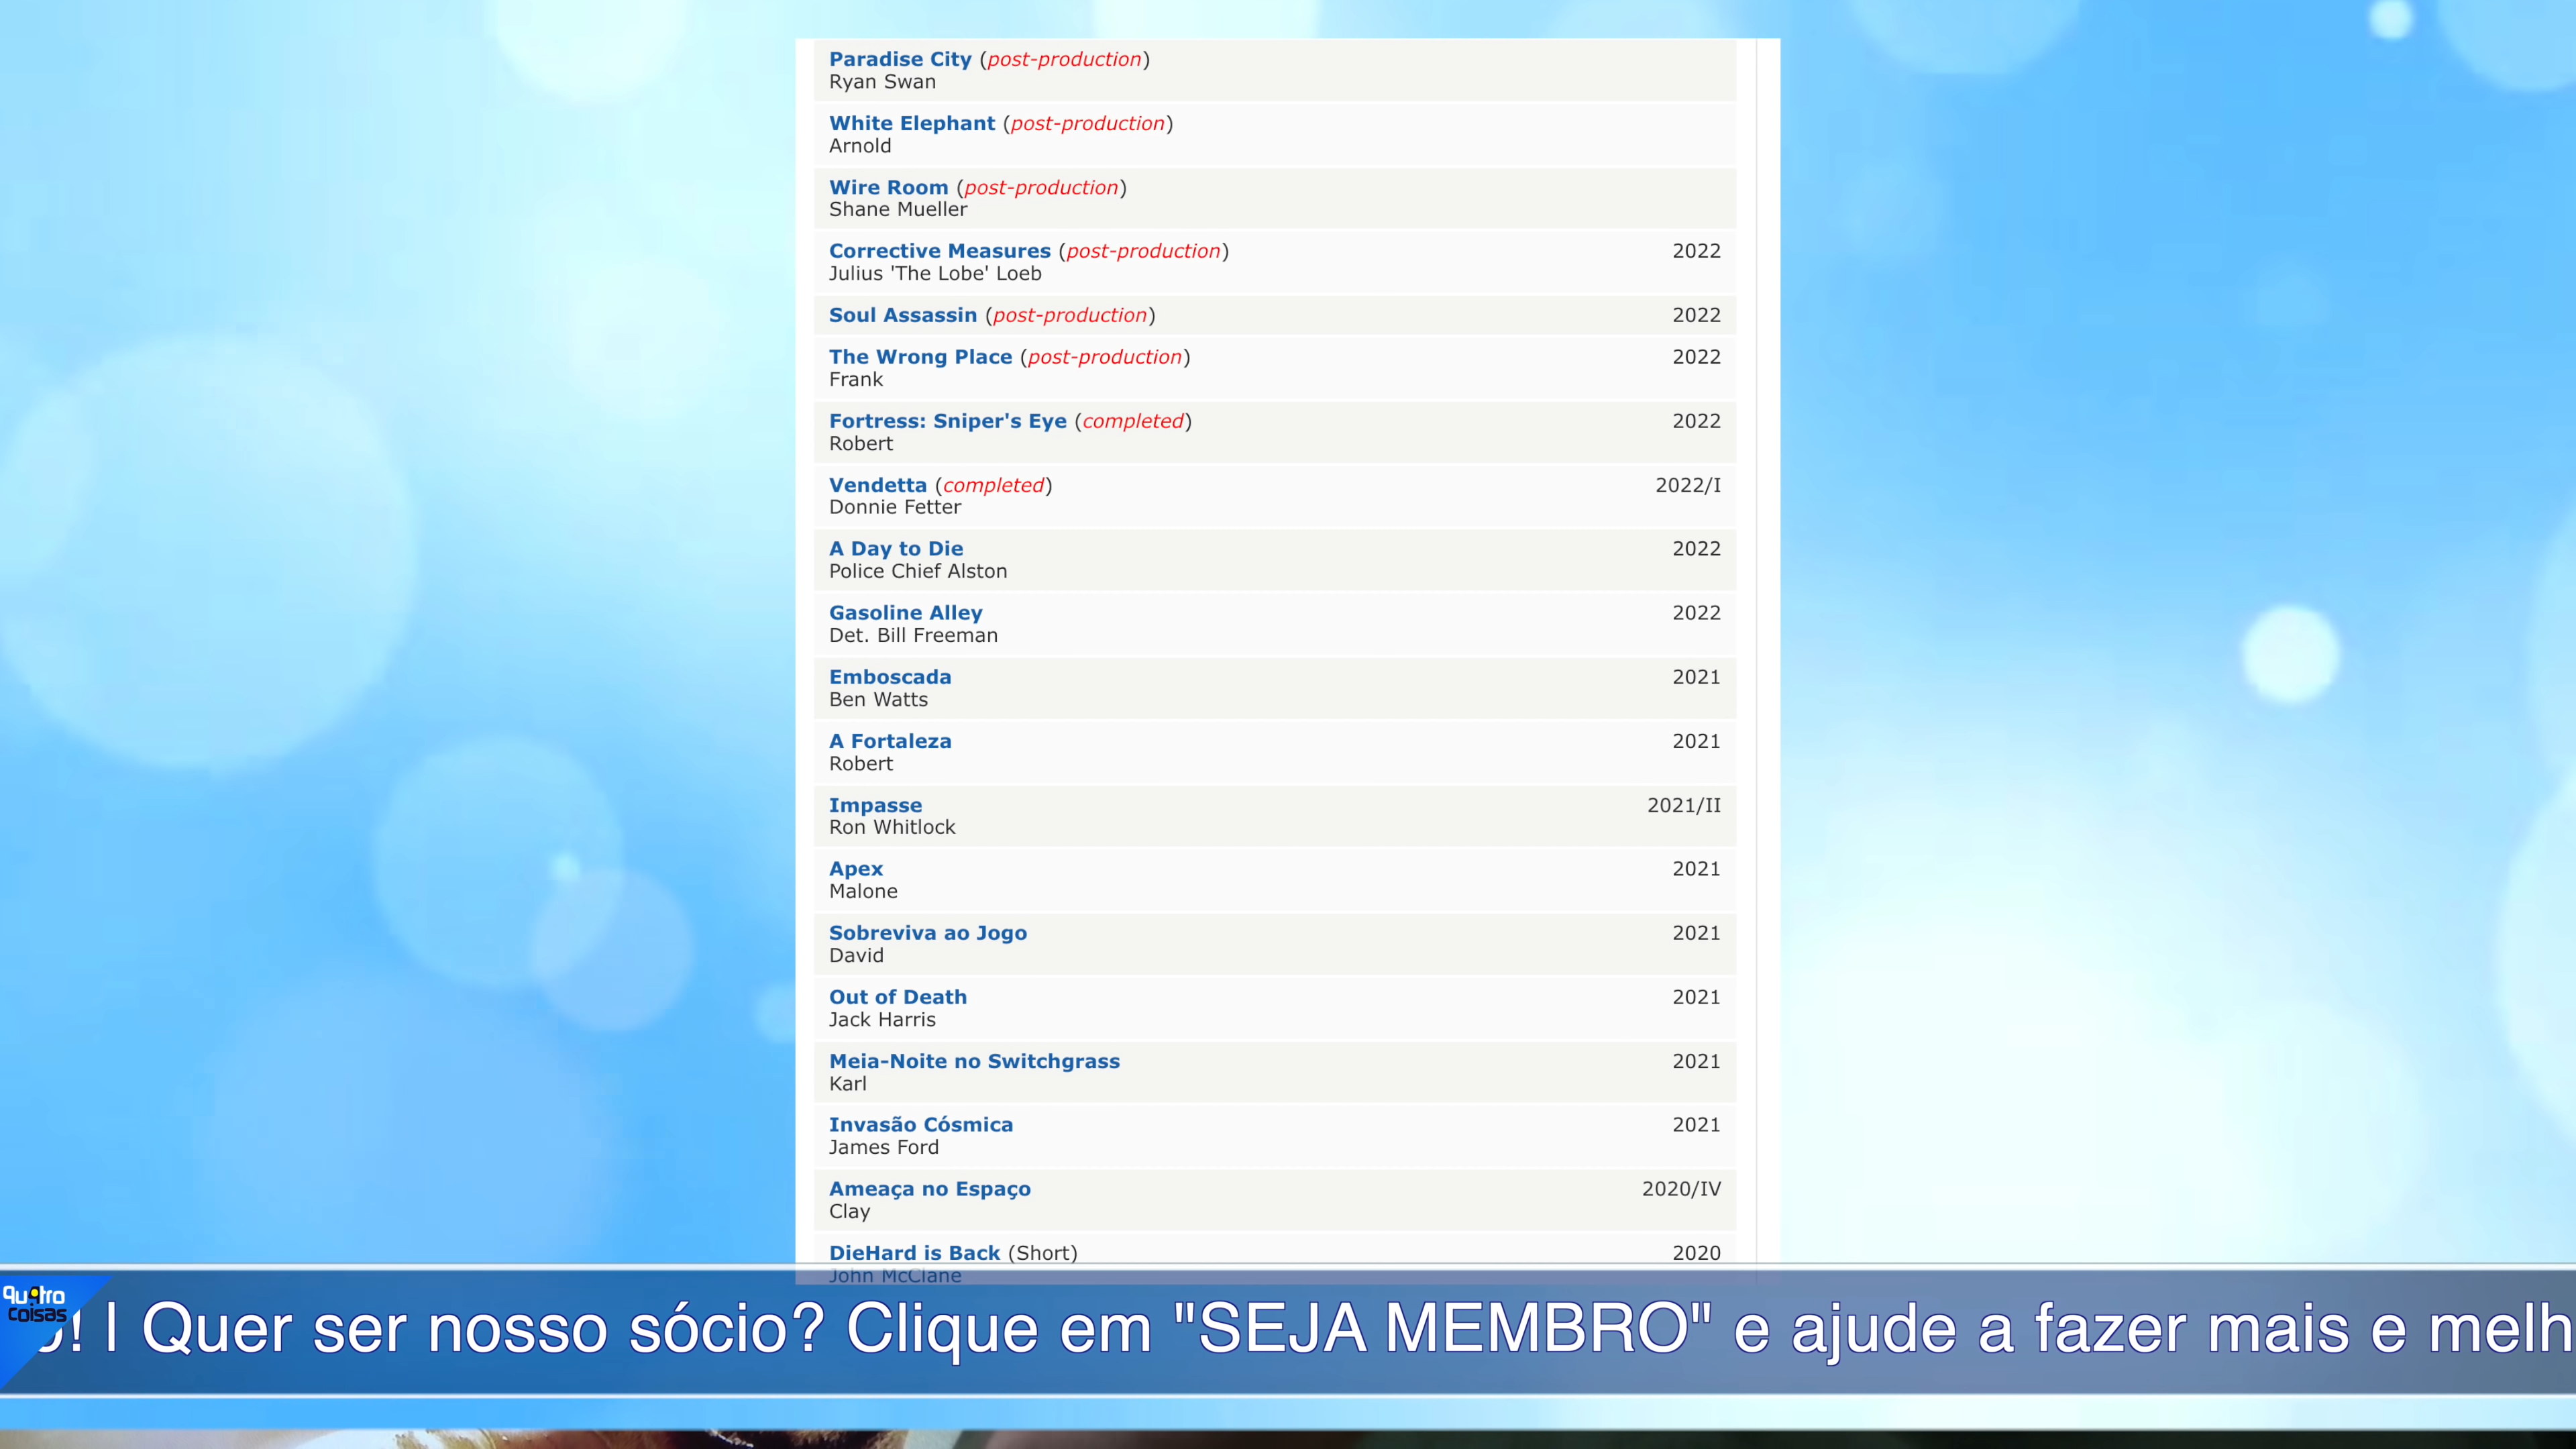 Paradise City (post-production)
Ryan Swan
White Elephant (post-production)
Arnold
Wire Room (post-production)
Shane Mueller
Corrective Measures (post-production) 2022
Julius 'The Lobe' Loeb
Soul Assassin (post-production) 2022
The Wrong Place (post-production) 2022
Frank
Fortress: Sniper's Eye (completed) 2022
Robert
Vendetta (completed) 2022/I
Donnie Fetter
A Day to Die 2022
Police Chief Alston
Gasoline Alley 2022
Det. Bill Freeman
Emboscada 2021
Ben Watts
A Fortaleza 2021
Robert
Impasse 2021/II
Ron Whitlock
Apex 2021
Malone
Sobreviva ao Jogo 2021
David
Out of Death 2021
Jack Harris
Meia-Noite no Switchgrass 2021
Karl
Invasão Cósmica 2021
James Ford
Ameaça no Espaço 2020/IV
Clay
DieHard is Back (Short) 2020
John McClane
quatro
coisas
! | Quer ser nosso sócio? Clique em "SEJA MEMBRO" e ajude a fazer mais e melh